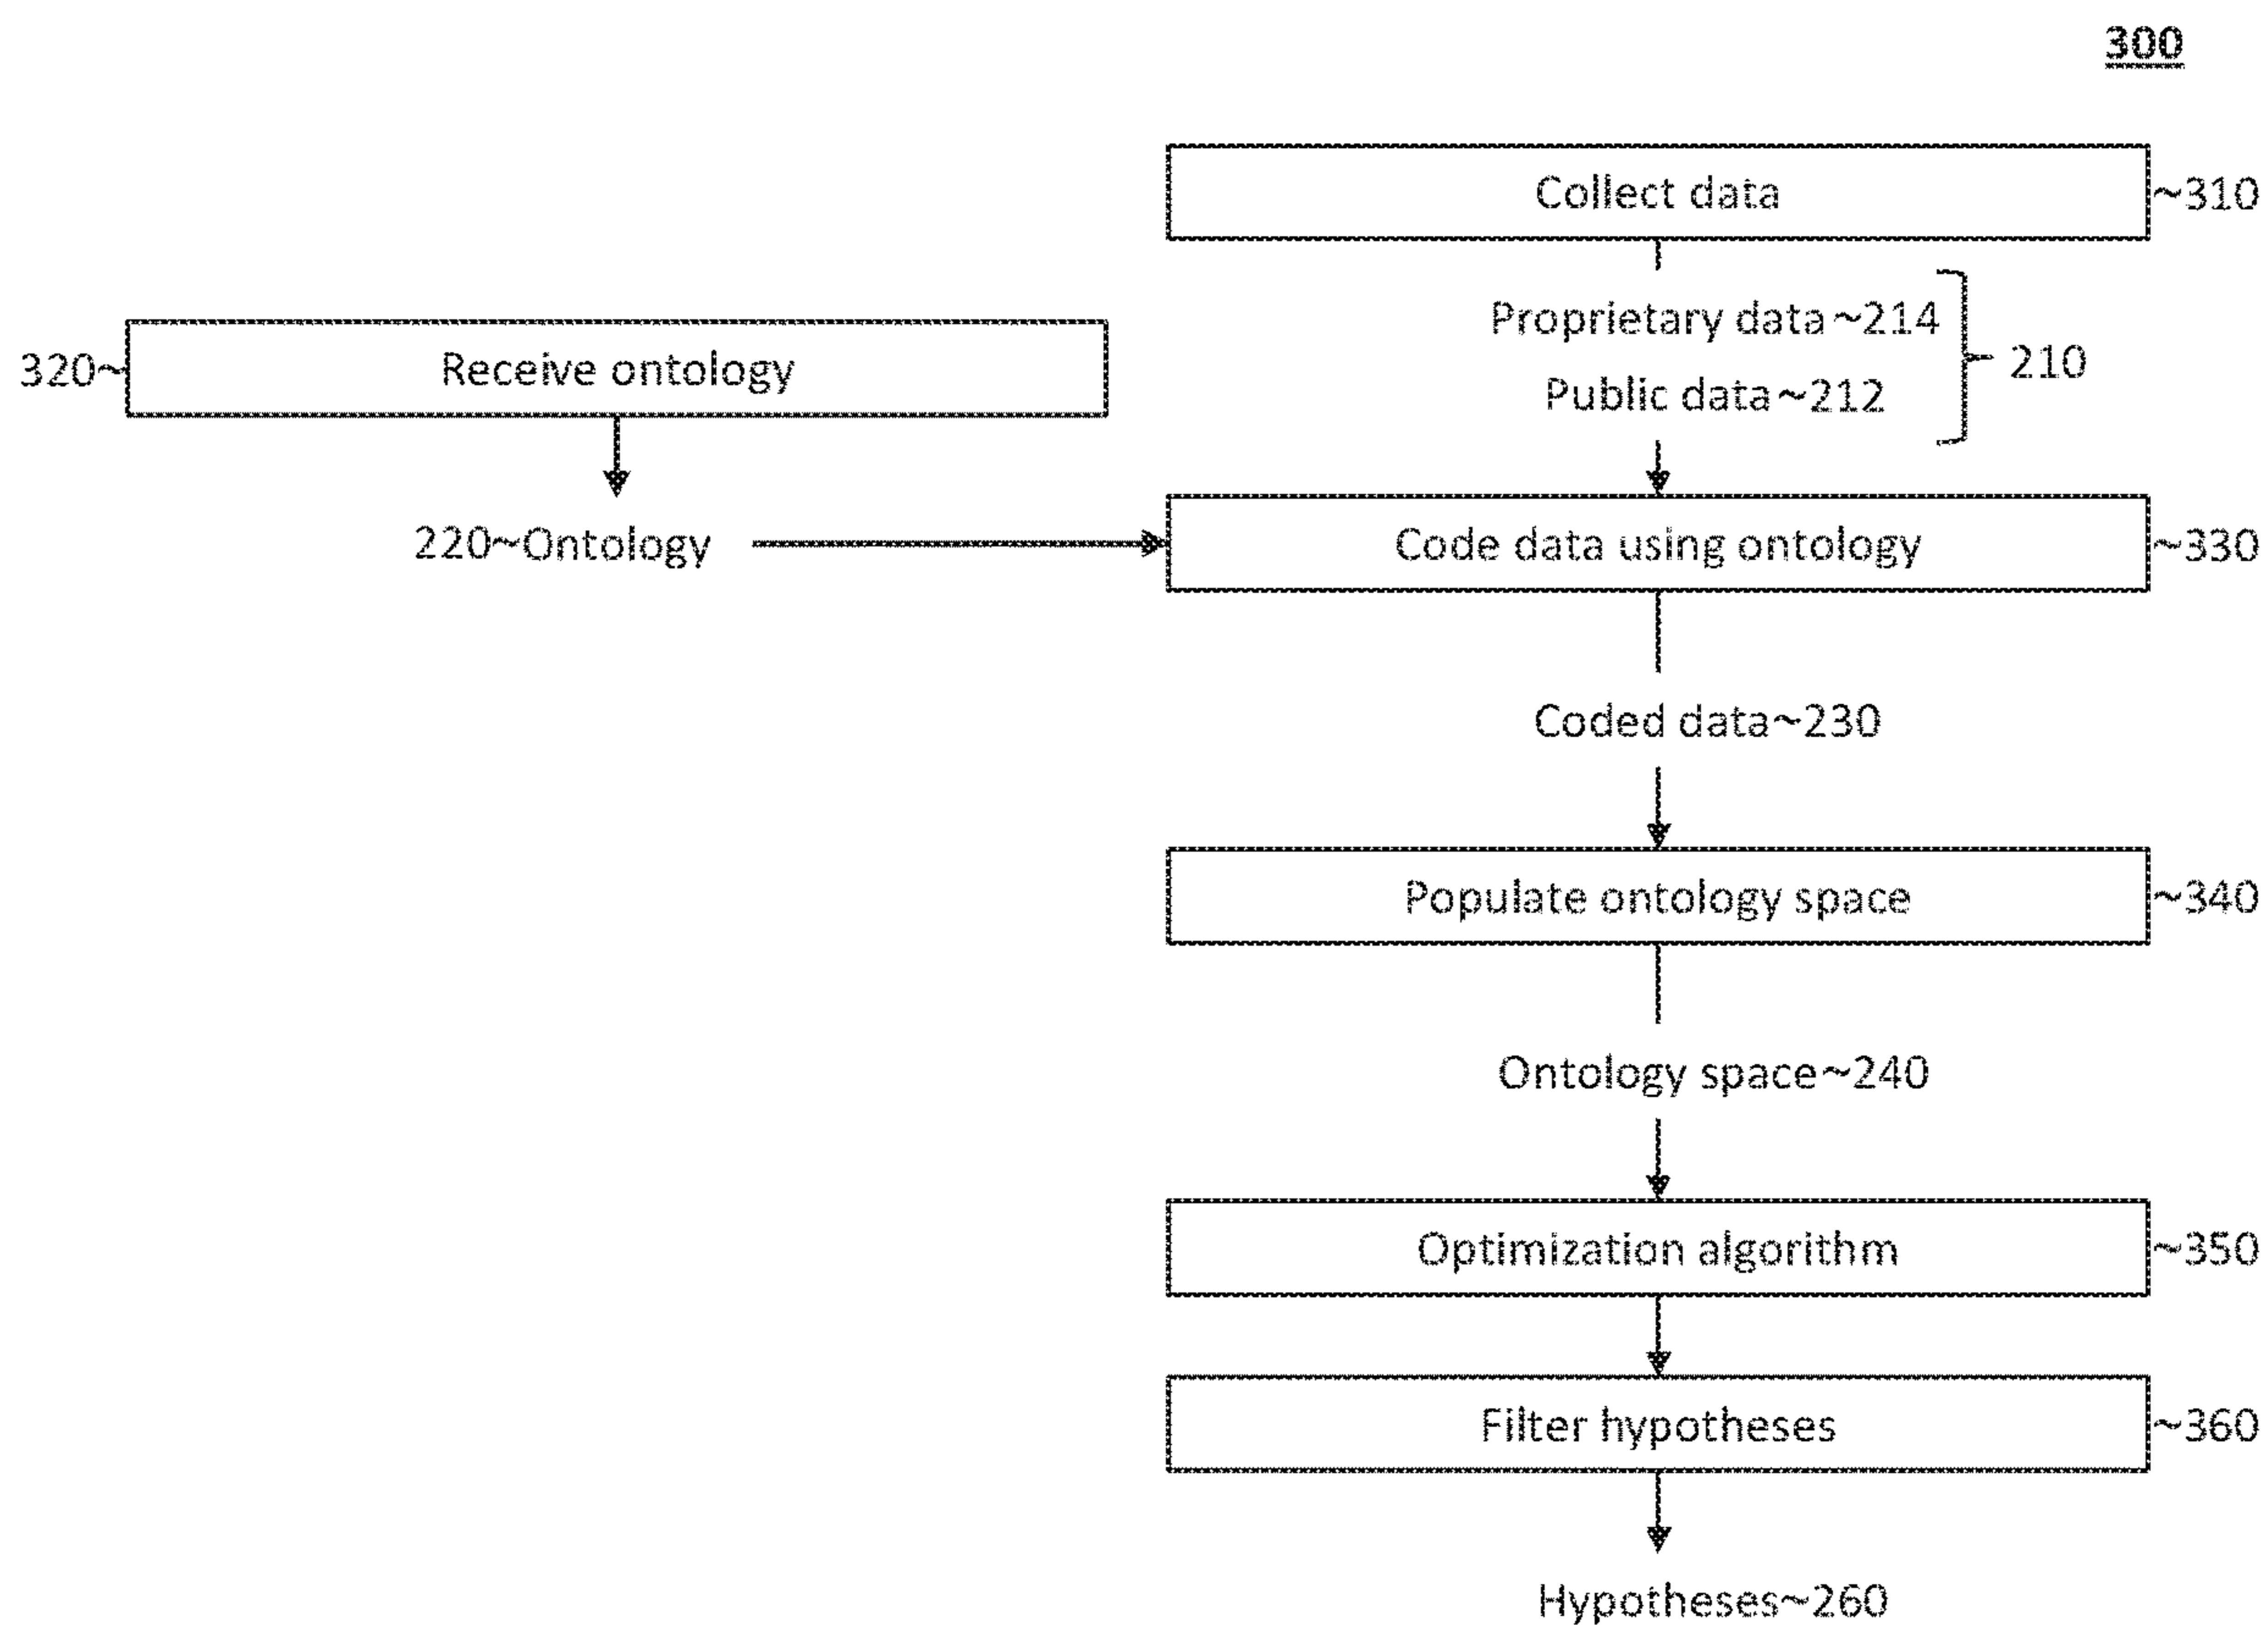 300
Collect data ~310
Proprietary data~214
Public data~212
210
320~ Receive ontology
220~Ontology
Code data using ontology ~330
Coded data~230
Populate ontology space ~340
Ontology space~240
Optimization algorithm ~350
Filter hypotheses ~360
Hypotheses~260